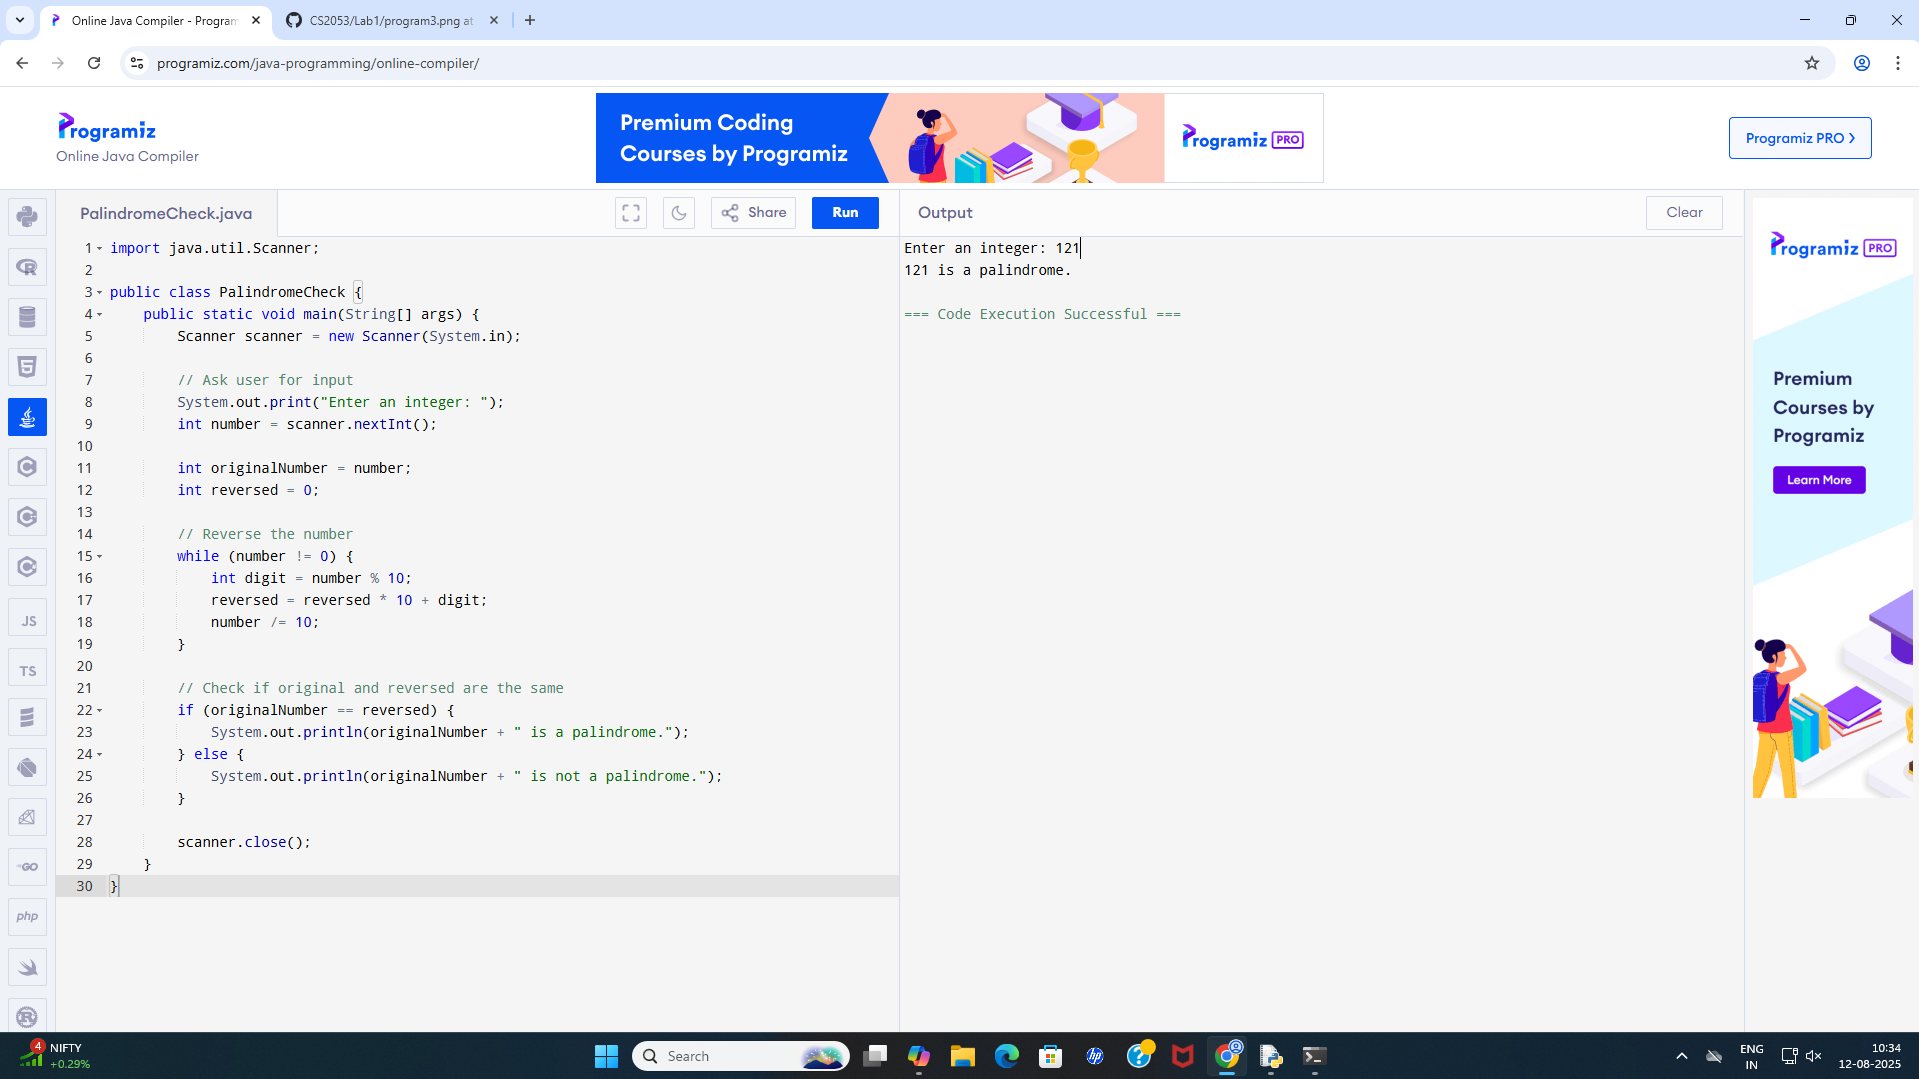 Online Java Compiler - Program
CS2053/Lab1/program3.png at
programiz.com/java-programming/online-compiler/
Programiz
Online Java Compiler
Premium Coding
Courses by Programiz
Programiz PRO
Programiz PRO
PalindromeCheck.java
Share
Run
Output
Clear
1 import java.util.Scanner;
2
3 public class PalindromeCheck {
4     public static void main(String[] args) {
5         Scanner scanner = new Scanner(System.in);
6
7         // Ask user for input
8         System.out.print("Enter an integer: ");
9         int number = scanner.nextInt();
10
11         int originalNumber = number;
12         int reversed = 0;
13
14         // Reverse the number
15         while (number != 0) {
16             int digit = number % 10;
17             reversed = reversed * 10 + digit;
18             number /= 10;
19         }
20
21         // Check if original and reversed are the same
22         if (originalNumber == reversed) {
23             System.out.println(originalNumber + " is a palindrome.");
24         } else {
25             System.out.println(originalNumber + " is not a palindrome.");
26         }
27
28         scanner.close();
29     }
30 }
Enter an integer: 121
121 is a palindrome.
=== Code Execution Successful ===
Programiz PRO
Premium
Courses by
Programiz
Learn More
JS
TS
GO
php
4
NIFTY
+0.29%
Search
hp
ENG
IN
10:34
12-08-2025